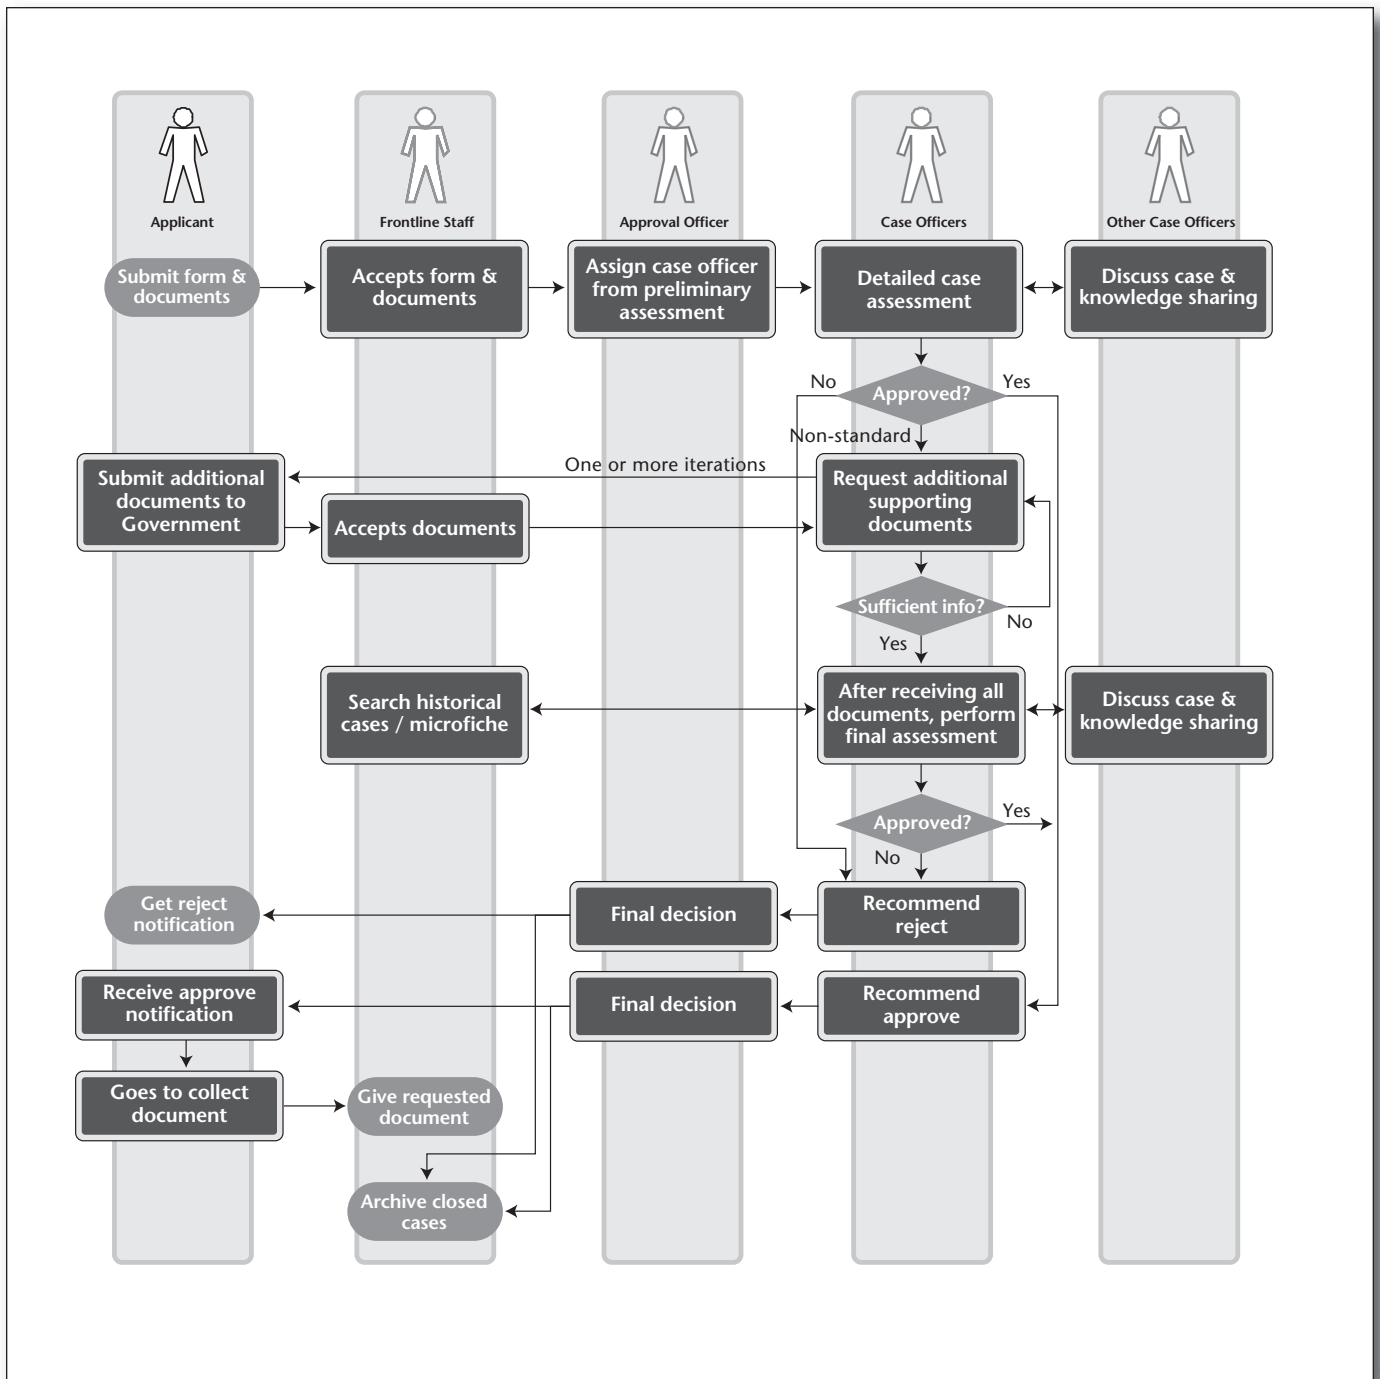 Applicant
Frontline Staff
Approval Officer
Case Officers
Other Case Officers
Submit form &
documents
Accepts form &
documents
Assign case officer
from preliminary
assessment
Detailed case
assessment
Discuss case &
knowledge sharing
No
Approved?
Yes
Non-standard
One or more iterations
Submit additional
documents to
Government
Accepts documents
Request additional
supporting
documents
Sufficient info?
No
Yes
Search historical
cases / microfiche
After receiving all
documents, perform
final assessment
Discuss case &
knowledge sharing
Approved?
Yes
No
Get reject
notification
Final decision
Recommend
reject
Receive approve
notification
Final decision
Recommend
approve
Goes to collect
document
Give requested
document
Archive closed
cases